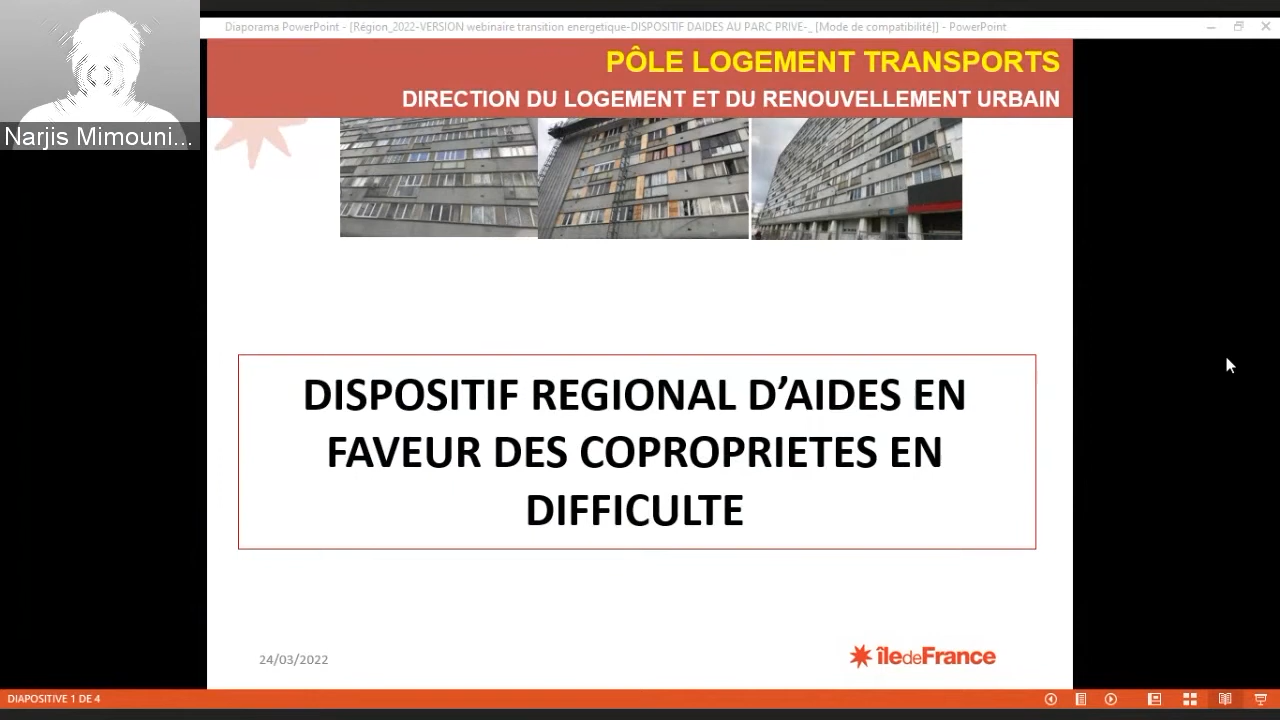 Diaporama PowerPoint - [Région_2022-VERSION webinaire transition energetique-DISPOSITIF DAIDES AU PARC PRIVE-_ [Mode de compatibilité]] - PowerPoint
Narjis Mimouni...
PÔLE LOGEMENT TRANSPORTS
DIRECTION DU LOGEMENT ET DU RENOUVELLEMENT URBAIN
DISPOSITIF REGIONAL D’AIDES EN
FAVEUR DES COPROPRIETES EN
DIFFICULTE
24/03/2022
îledeFrance
DIAPOSITIVE 1 DE 4